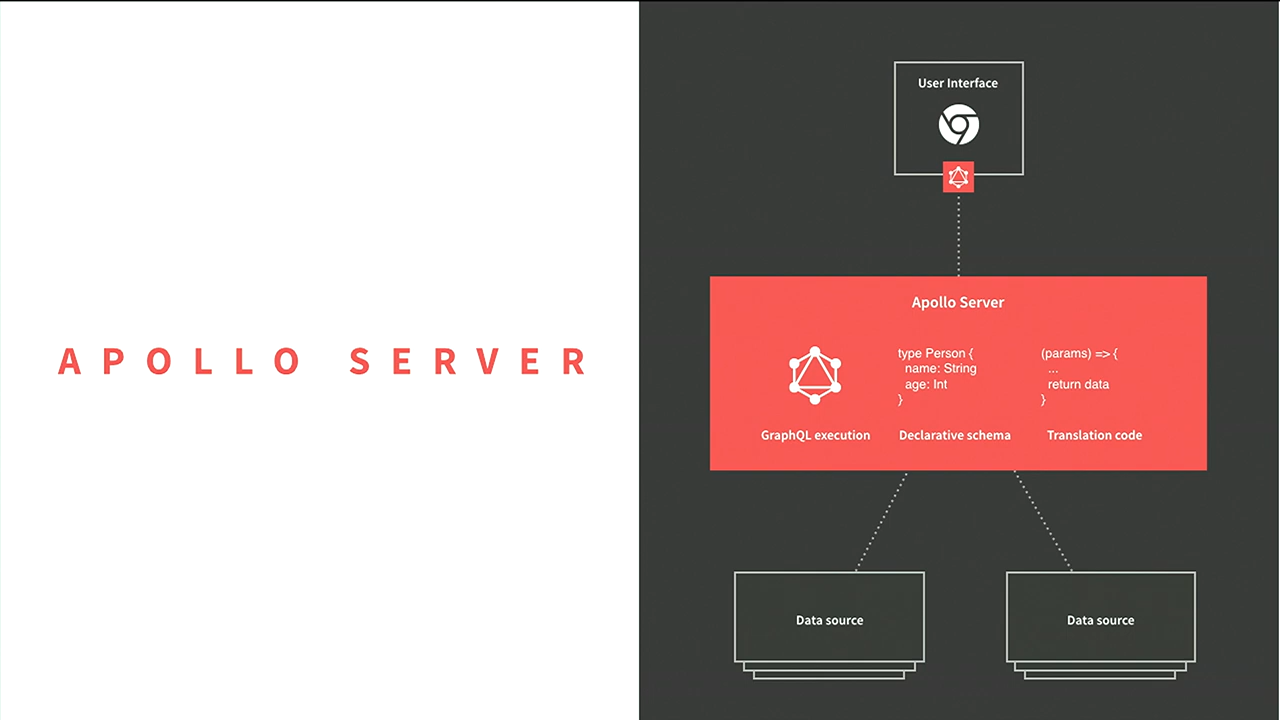 APOLLO SERVER
User Interface
Apollo Server
type Person {
name: String
age: Int
}
(params) => {
...
return data
}
GraphQL execution
Declarative schema
Translation code
Data source
Data source